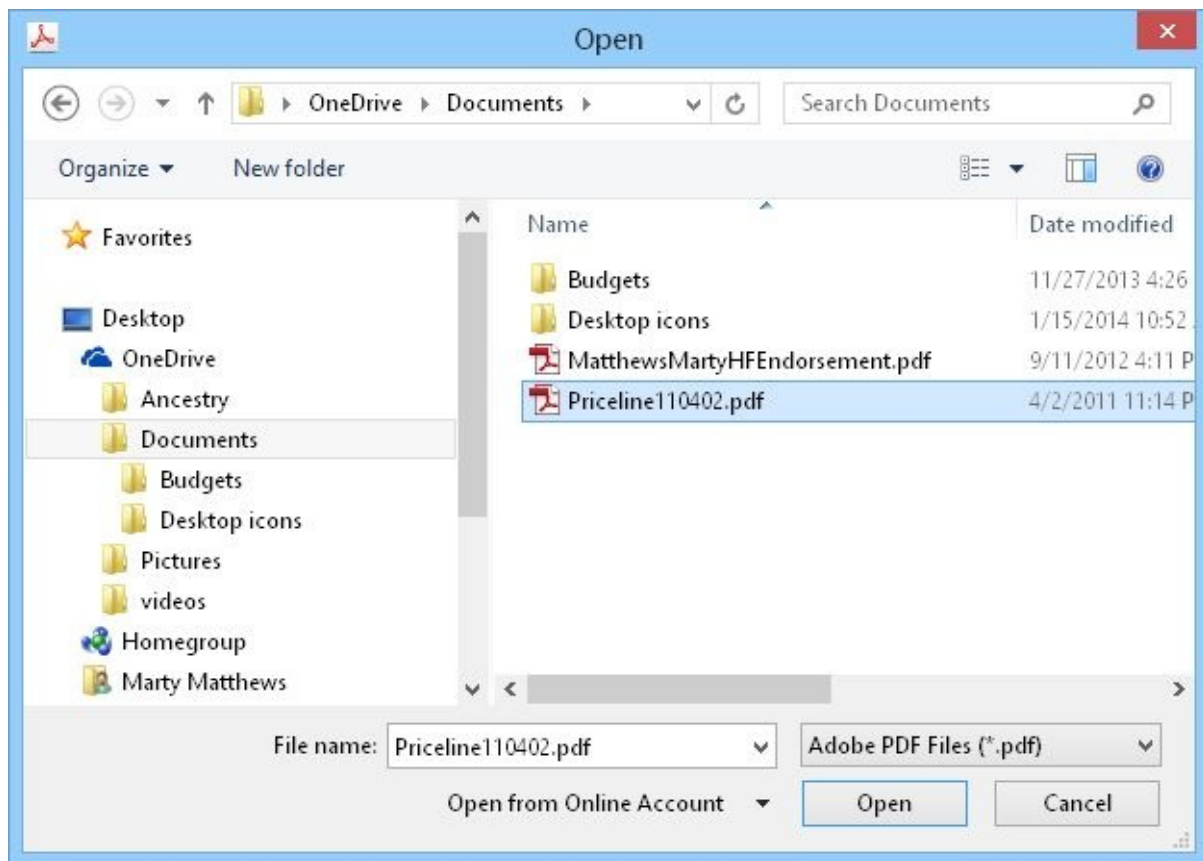 Open
OneDrive Documents
Search Documents
Organize
New folder
Favorites
Desktop
OneDrive
Ancestry
Documents
Budgets
Desktop icons
Pictures
videos
Homegroup
Marty Matthews
Name Date modified
Budgets 11/27/2013 4:26
Desktop icons 1/15/2014 10:52
MatthewsMartyHFEndorsement.pdf 9/11/2012 4:11 P
Priceline110402.pdf 4/2/2011 11:14 P
File name: Priceline110402.pdf
Adobe PDF Files (*.pdf)
Open from Online Account
Open
Cancel